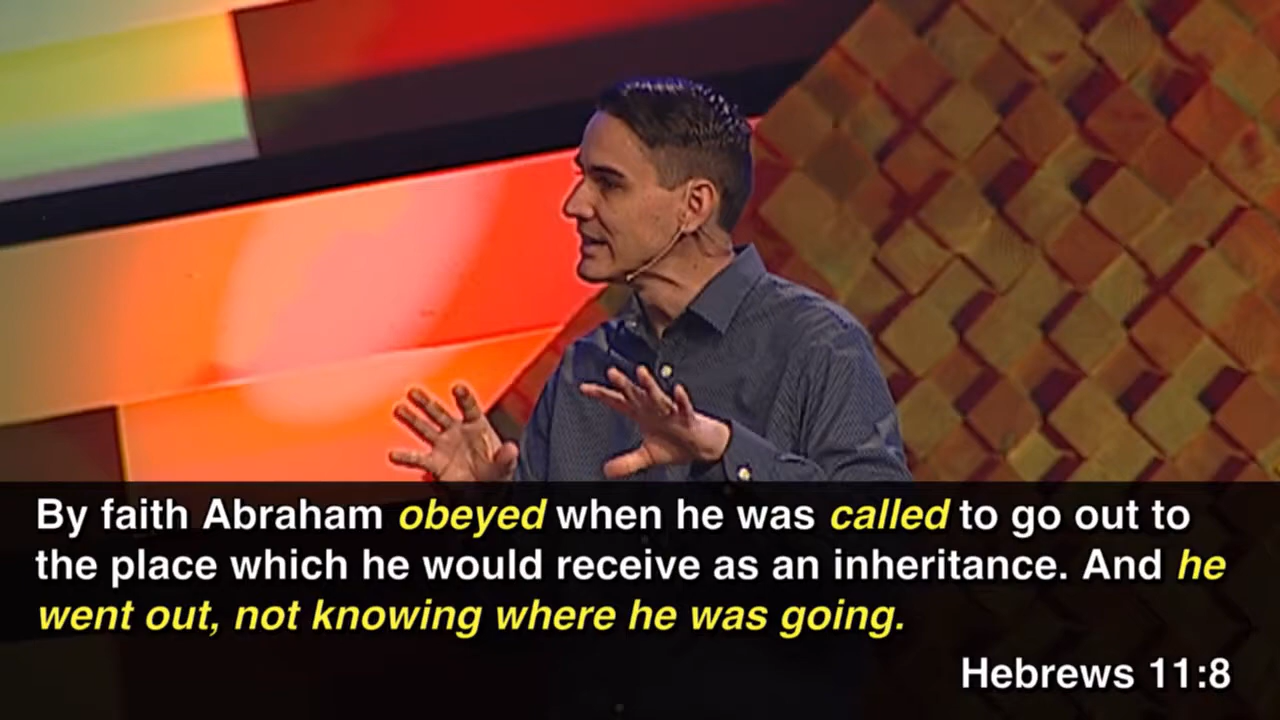 By faith Abraham obeyed when he was called to go out to
the place which he would receive as an inheritance. And he
went out, not knowing where he was going.
Hebrews 11:8